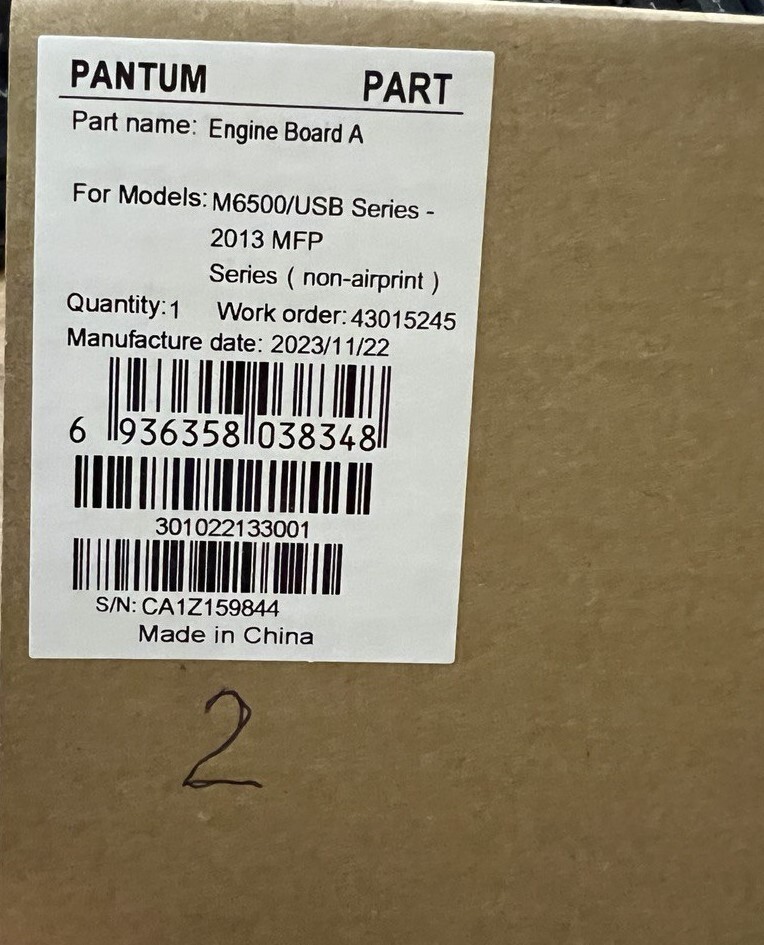 PANTUM PART
Part name: Engine Board A
For Models: M6500/USB Series -
2013 MFP
Series ( non-airprint )
Quantity:1 Work order: 43015245
Manufacture date: 2023/11/22
6 936358 038348
301022133001
S/N: CA1Z159844
Made in China
2